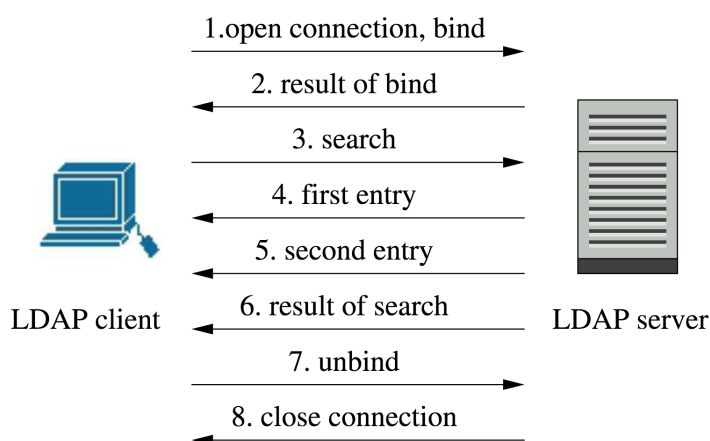 1.open connection, bind
2. result of bind
3. search
4. first entry
5. second entry
6. result of search
LDAP client
LDAP server
7. unbind
8. close connection